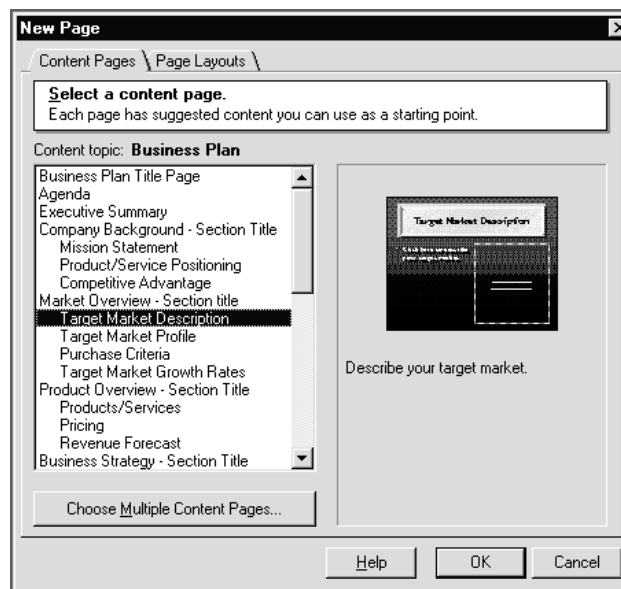 New Page
Content Pages
Page Layouts
Select a content page.
Each page has suggested content you can use as a starting point.
Content topic: Business Plan
Business Plan Title Page
Agenda
Executive Summary
Company Background - Section Title
Mission Statement
Product/Service Positioning
Competitive Advantage
Market Overview - Section title
Target Market Description
Target Market Profile
Purchase Criteria
Target Market Growth Rates
Product Overview - Section Title
Products/Services
Pricing
Revenue Forecast
Business Strategy - Section Title
Choose Multiple Content Pages...
Target Market Description
Describe your target market.
Help
OK
Cancel